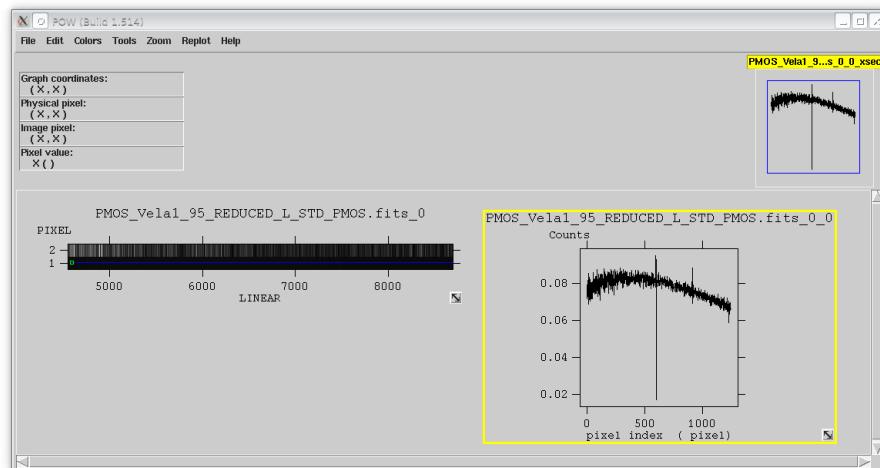 POW (Build 1.514)
File Edit Colors Tools Zoom Replot Help
PMOS_Vela1_9...s_0_0_xsec
Graph coordinates:
(X,X)
Physical pixel:
(X,X)
Image pixel:
(X,X)
Pixel value:
X()
PMOS_Vela1_95_REDUCED_L_STD_PMOS.fits_0
PIXEL
2
1
5000 6000 7000 8000
LINEAR
PMOS_Vela1_95_REDUCED_L_STD_PMOS.fits_0_0
Counts
0.08
0.06
0.04
0.02
0 500 1000
pixel index ( pixel)